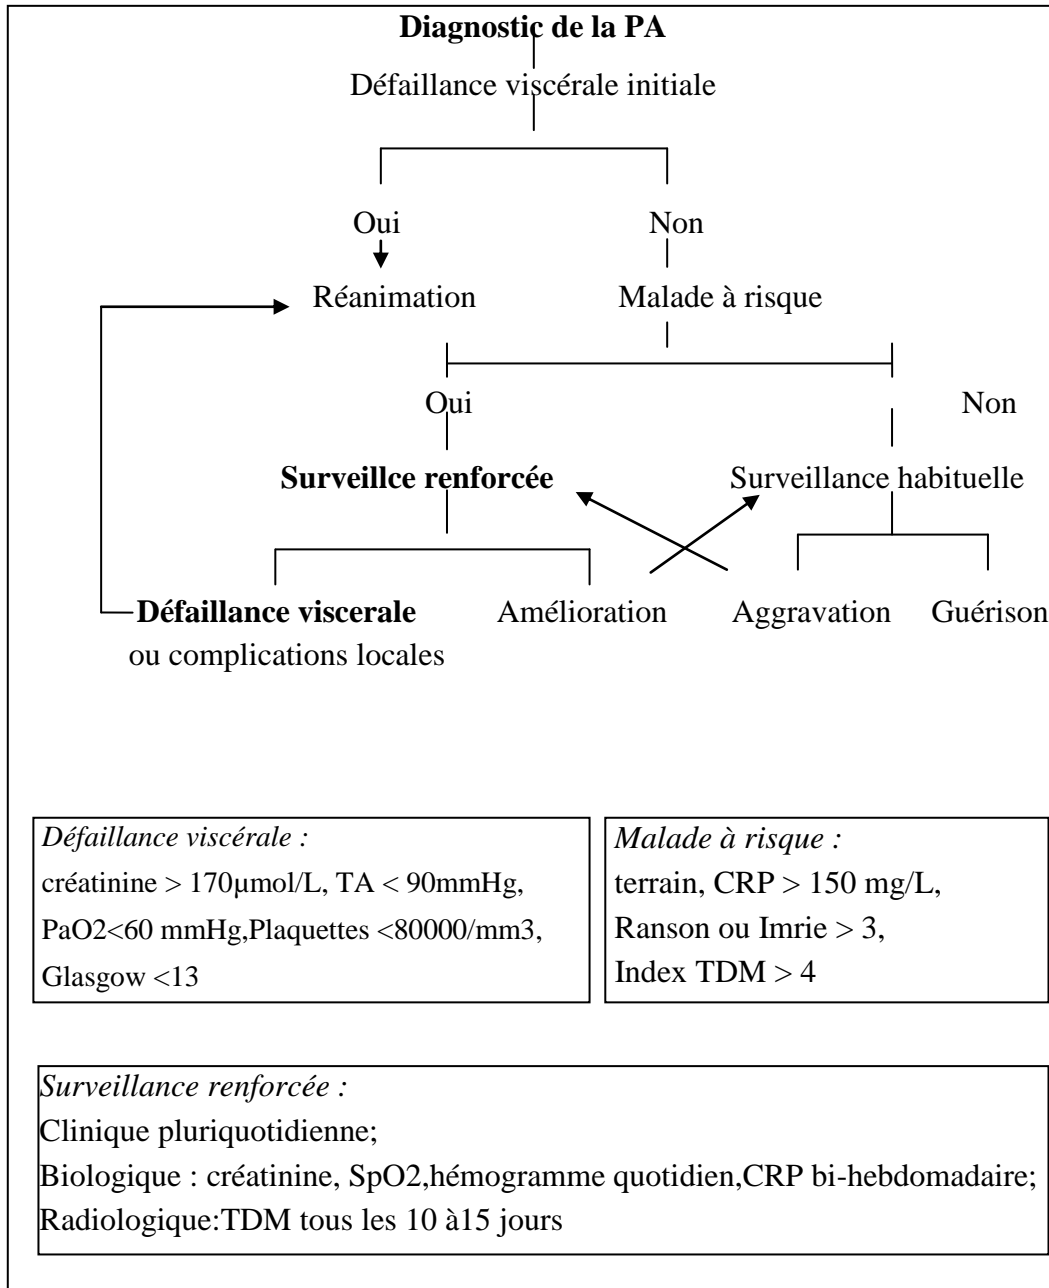 Diagnostic de la PA
Défaillance viscérale initiale
Oui Non
Réanimation Malade à risque
Oui Non
Surveillce renforcée Surveillance habituelle
Défaillance viscerale Amélioration Aggravation Guérison
ou complications locales
Défaillance viscérale :
créatinine > 170µmol/L, TA < 90mmHg,
PaO2<60 mmHg,Plaquettes <80000/mm3,
Glasgow <13
Malade à risque :
terrain, CRP > 150 mg/L,
Ranson ou Imrie > 3,
Index TDM > 4
Surveillance renforcée :
Clinique pluriquotidienne;
Biologique : créatinine, SpO2,hémogramme quotidien,CRP bi-hebdomadaire;
Radiologique:TDM tous les 10 à15 jours